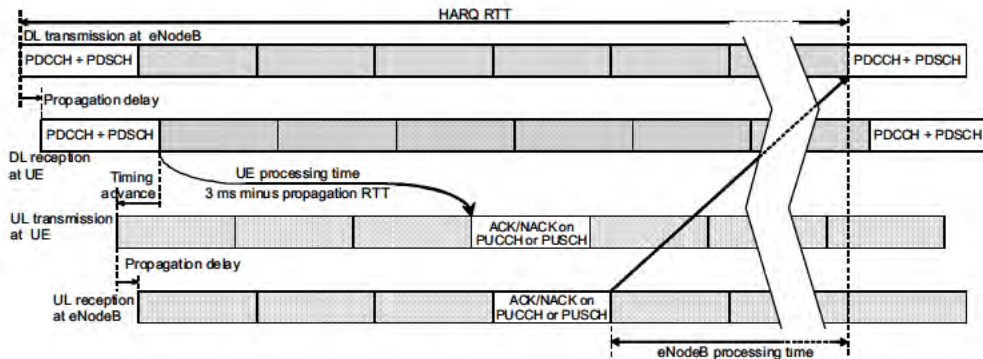 HARQ RTT
DL transmission at eNodeB
PDCCH + PDSCH
PDCCH + PDSCH
Propagation delay
PDCCH + PDSCH
PDCCH + PDSCH
DL reception
at UE
Timing
advance
UE processing time
3 ms minus propagation RTT
UL transmission
at UE
ACK/NACK on
PUCCH or PUSCH
Propagation delay
UL reception
at eNodeB
ACK/NACK on
PUCCH or PUSCH
eNodeB processing time